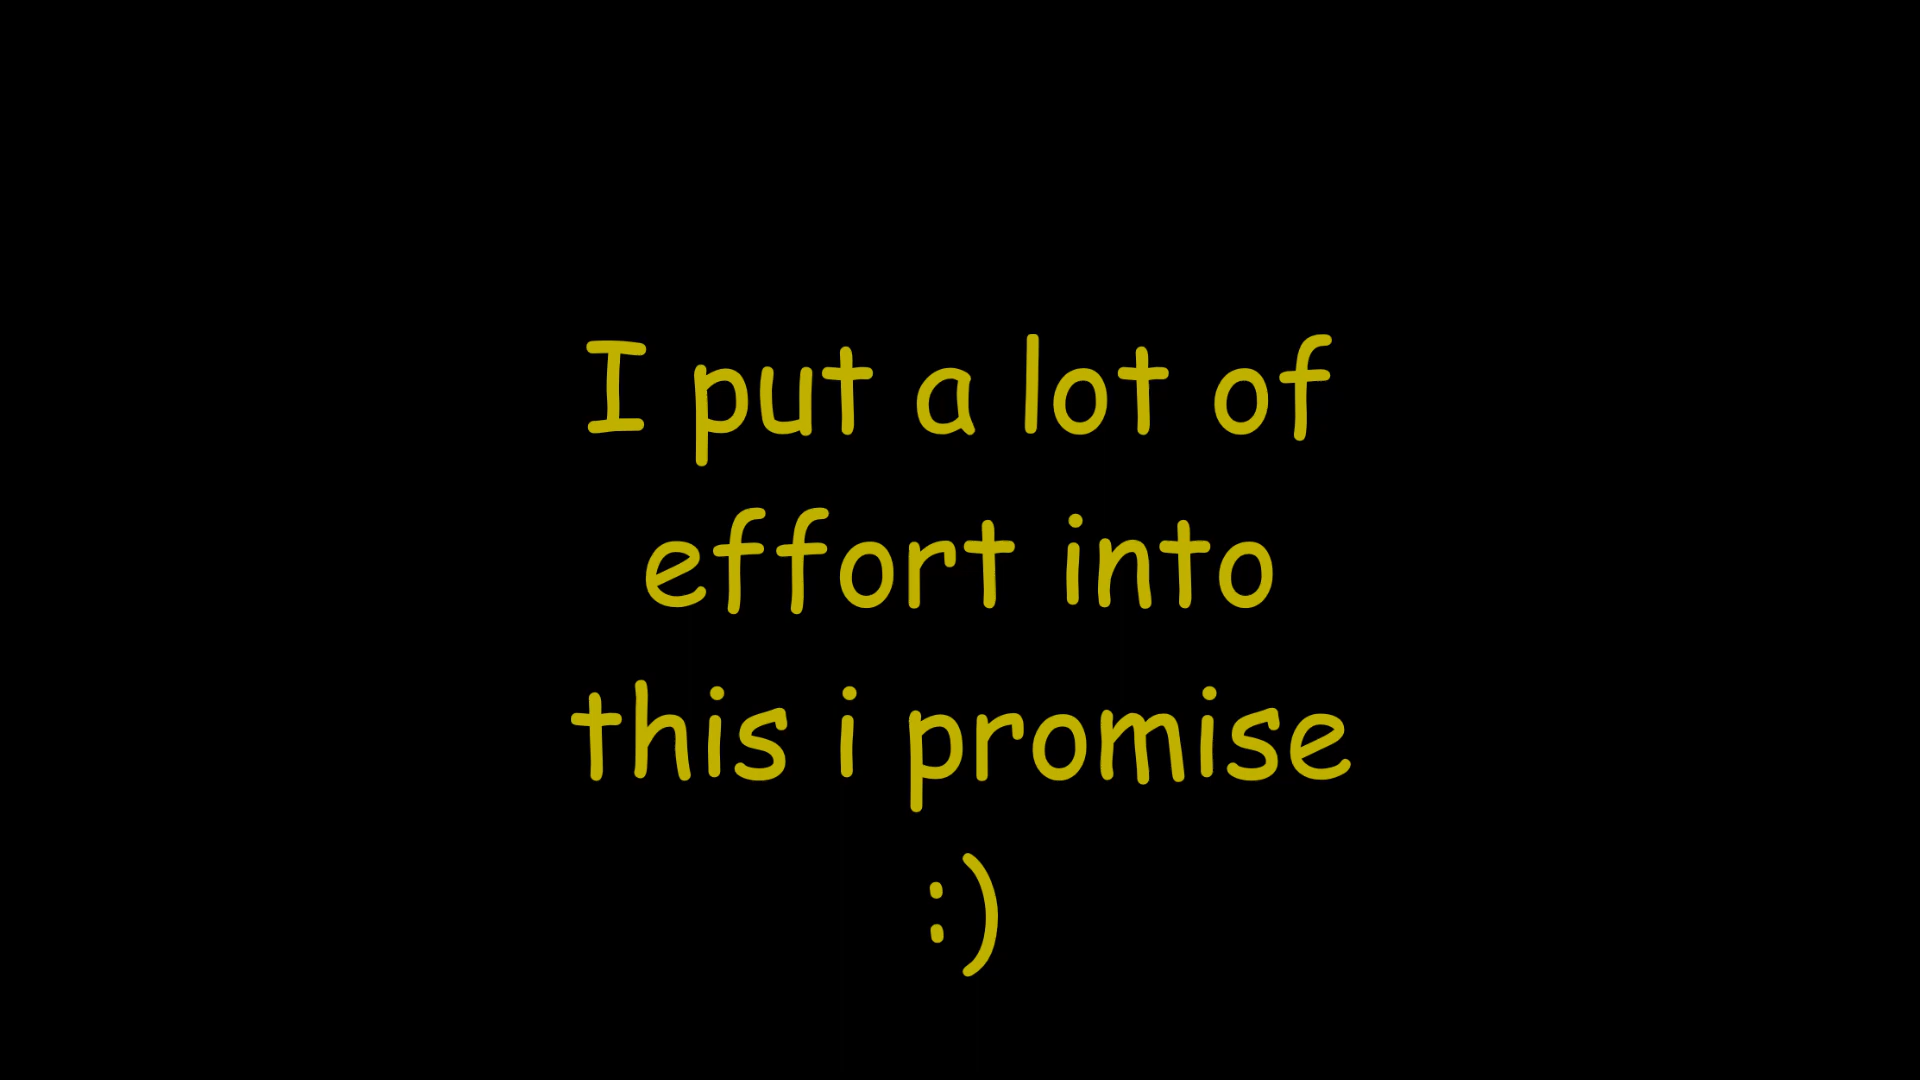 I put a lot of
effort into
this i promise
:)